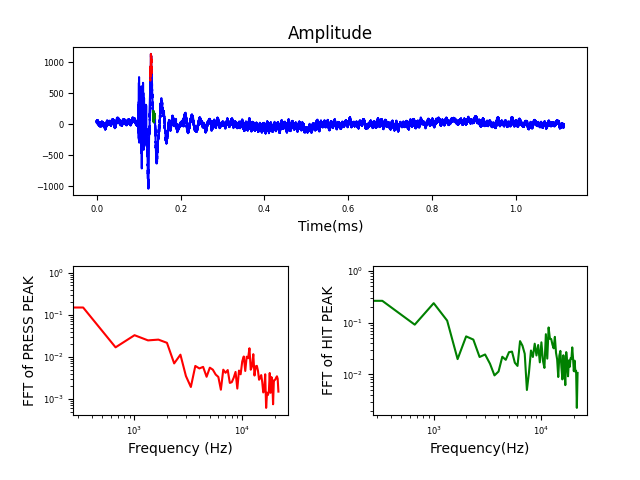 Amplitude
1000
500
0
−500
−1000
0.0 0.2 0.4 0.6 0.8 1.0
Time(ms)
FFT of PRESS PEAK
10⁰
10⁻¹
10⁻²
10⁻³
10³ 10⁴
Frequency (Hz)
FFT of HIT PEAK
10⁰
10⁻¹
10⁻²
10³ 10⁴
Frequency(Hz)